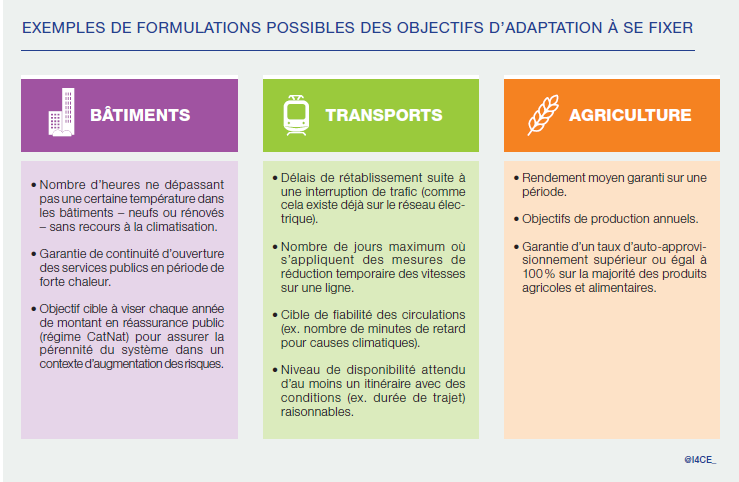 EXEMPLES DE FORMULATIONS POSSIBLES DES OBJECTIFS D'ADAPTATION À SE FIXER
BÂTIMENTS
• Nombre d'heures ne dépassant
pas une certaine température dans
les bâtiments – neufs ou rénovés
– sans recours à la climatisation.
• Garantie de continuité d'ouverture
des services publics en période de
forte chaleur.
• Objectif cible à viser chaque année
de montant en réassurance public
(régime CatNat) pour assurer la
pérennité du système dans un
contexte d'augmentation des risques.
TRANSPORTS
• Délais de rétablissement suite à
une interruption de trafic (comme
cela existe déjà sur le réseau élec-
trique).
• Nombre de jours maximum où
s'appliquent des mesures de
réduction temporaire des vitesses
sur une ligne.
• Cible de fiabilité des circulations
(ex. nombre de minutes de retard
pour causes climatiques).
• Niveau de disponibilité attendu
d'au moins un itinéraire avec des
conditions (ex. durée de trajet)
raisonnables.
AGRICULTURE
• Rendement moyen garanti sur une
période.
• Objectifs de production annuels.
• Garantie d'un taux d'auto-approvi-
sionnement supérieur ou égal à
100 % sur la majorité des produits
agricoles et alimentaires.
@I4CE_